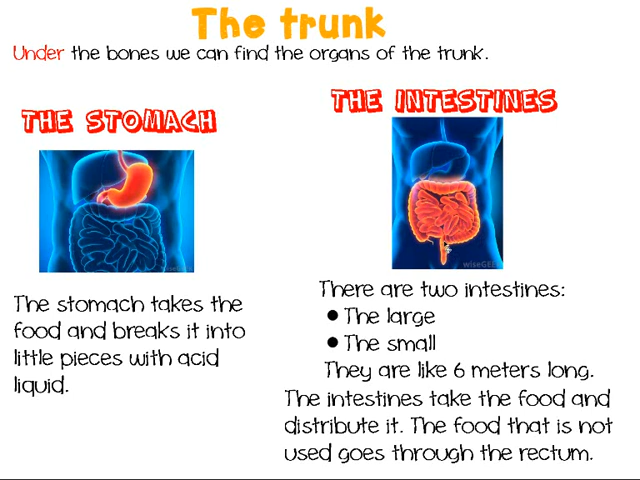 The trunk
Under the bones we can find the organs of the trunk.
THE STOMACH
The stomach takes the
food and breaks it into
little pieces with acid
liquid.
THE INTESTINES
wiseGEEK
There are two intestines:
● The large
● The small
They are like 6 meters long.
The intestines take the food and
distribute it. The food that is not
used goes through the rectum.